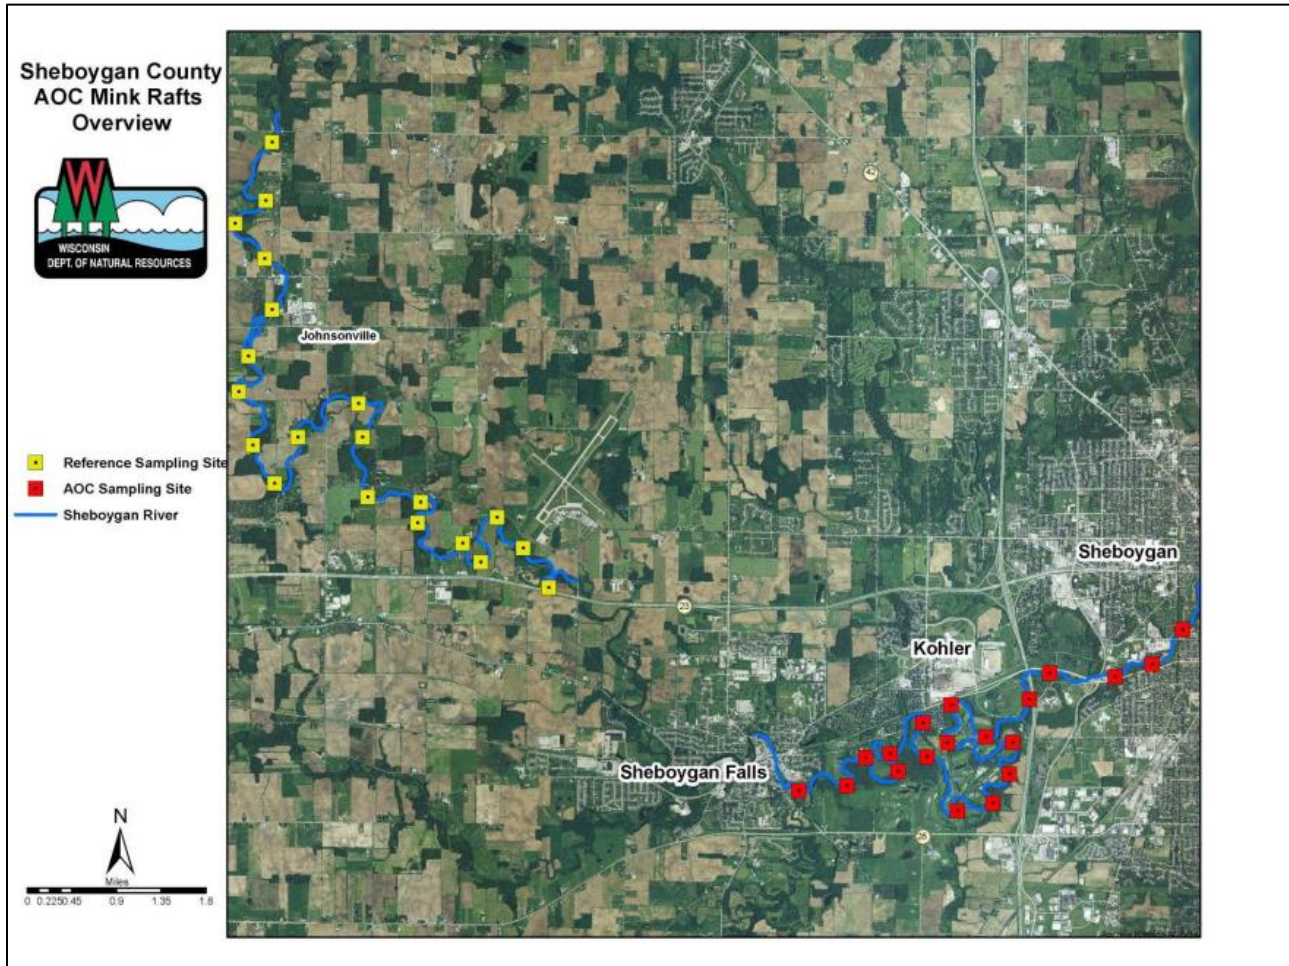 Sheboygan County
AOC Mink Rafts
Overview
WISCONSIN
DEPT. OF NATURAL RESOURCES
Reference Sampling Site
AOC Sampling Site
Sheboygan River
N
Miles
0 0.2250.45 0.9 1.35 1.8
42
Johnsonville
Sheboygan
23
Kohler
Sheboygan Falls
28